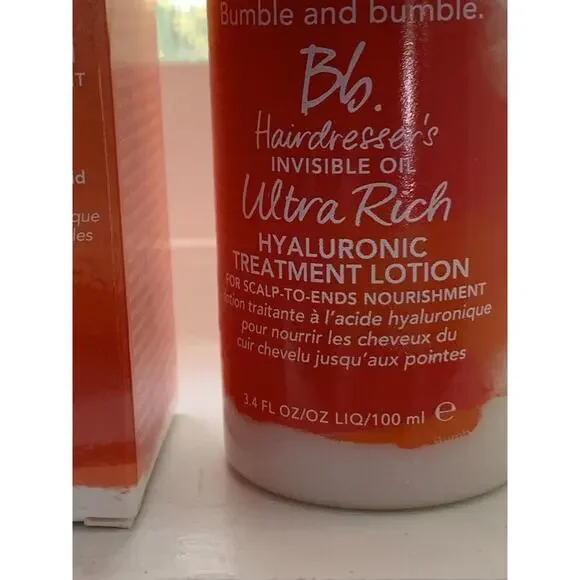 Bumble and bumble.
Bb.
Hairdresser's
INVISIBLE OIL
Ultra Rich
HYALURONIC
TREATMENT LOTION
FOR SCALP-TO-ENDS NOURISHMENT
lotion traitante à l'acide hyaluronique
pour nourrir les cheveux du
cuir chevelu jusqu'aux pointes
3.4 FL OZ/OZ LIQ/100 ml e
que
les